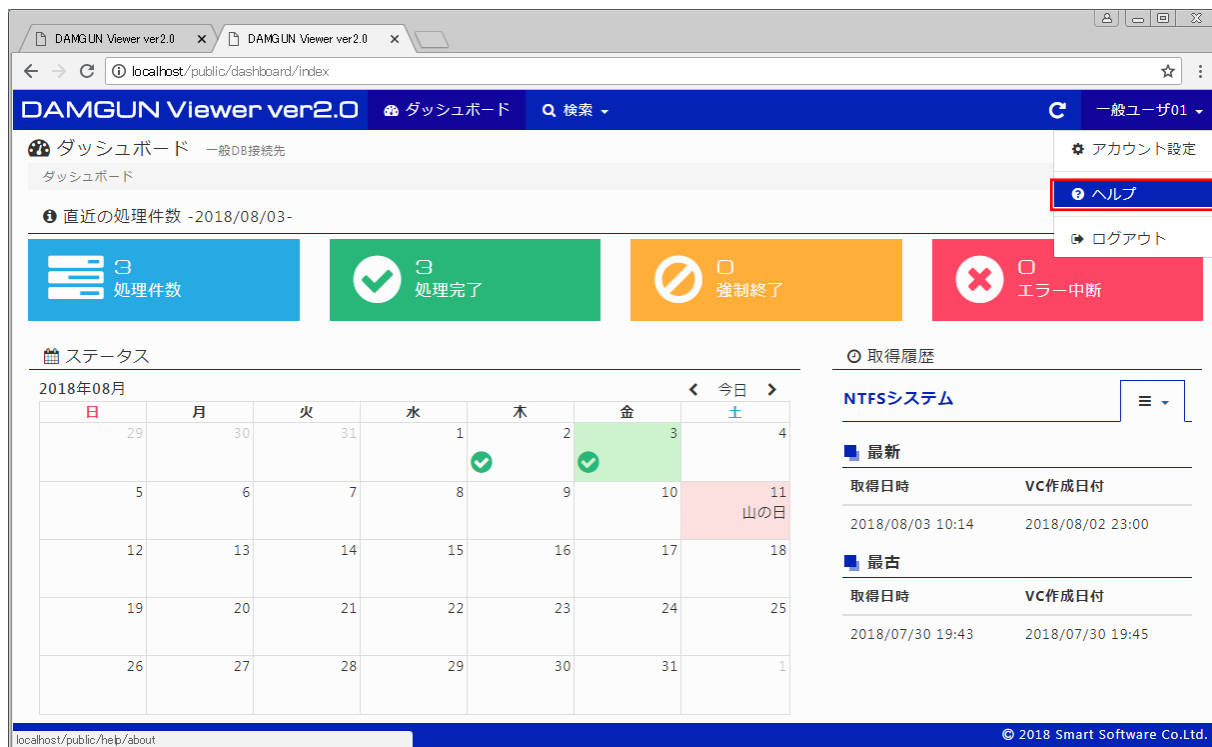 DAMGUN Viewer ver2.0
DAMGUN Viewer ver2.0
localhost/public/dashboard/index
DAMGUN Viewer ver2.0 ダッシュボード 検索 一般ユーザ01
ダッシュボード 一般DB接続先
アカウント設定
ダッシュボード
ヘルプ
直近の処理件数 -2018/08/03-
ログアウト
3
処理件数
3
処理完了
0
強制終了
0
エラー中断
ステータス
2018年08月 今日
日 月 火 水 木 金 土
29 30 31 1 2 3 4
5 6 7 8 9 10 11
山の日
12 13 14 15 16 17 18
19 20 21 22 23 24 25
26 27 28 29 30 31 1
取得履歴
NTFSシステム
最新
取得日時 VC作成日付
2018/08/03 10:14 2018/08/02 23:00
最古
取得日時 VC作成日付
2018/07/30 19:43 2018/07/30 19:45
© 2018 Smart Software Co.Ltd.
localhost/public/help/about